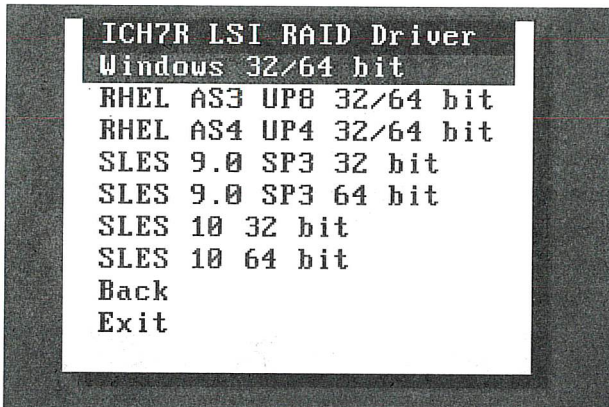 ICH7R LSI RAID Driver
Windows 32/64 bit
RHEL AS3 UP8 32/64 bit
RHEL AS4 UP4 32/64 bit
SLES 9.0 SP3 32 bit
SLES 9.0 SP3 64 bit
SLES 10 32 bit
SLES 10 64 bit
Back
Exit